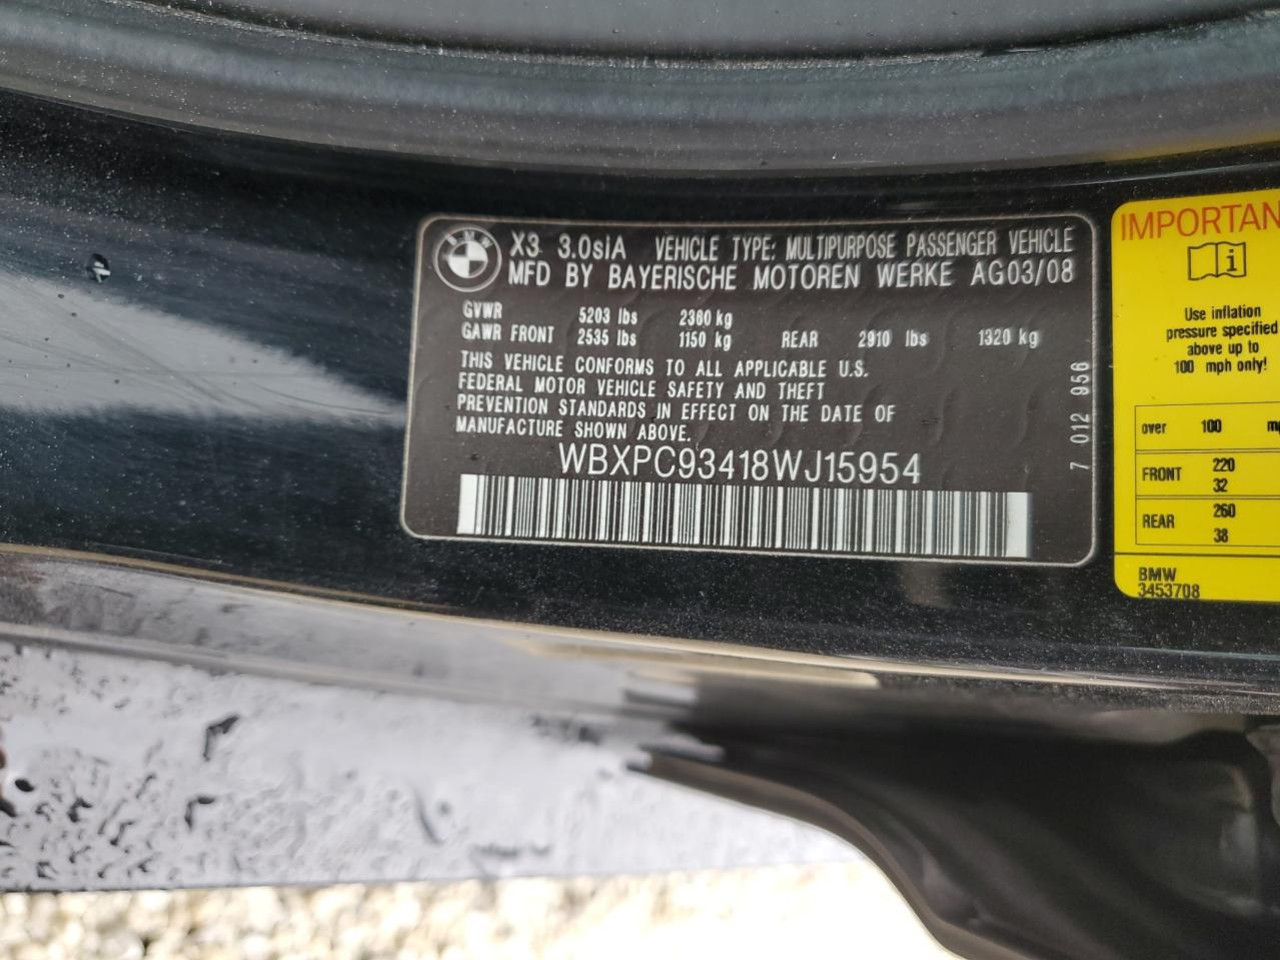 BMW
X3 3.0siA VEHICLE TYPE: MULTIPURPOSE PASSENGER VEHICLE
MFD BY BAYERISCHE MOTOREN WERKE AG03/08
GVWR 5203 lbs 2360 kg
GAWR FRONT 2535 lbs 1150 kg REAR 2910 lbs 1320 kg
THIS VEHICLE CONFORMS TO ALL APPLICABLE U.S.
FEDERAL MOTOR VEHICLE SAFETY AND THEFT
PREVENTION STANDARDS IN EFFECT ON THE DATE OF
MANUFACTURE SHOWN ABOVE.
WBXPC93418WJ15954
7 012 956
IMPORTAN
i
Use inflation
pressure specified
above up to
100 mph only!
over 100 mp
FRONT 220
32
REAR 260
38
BMW
3453708